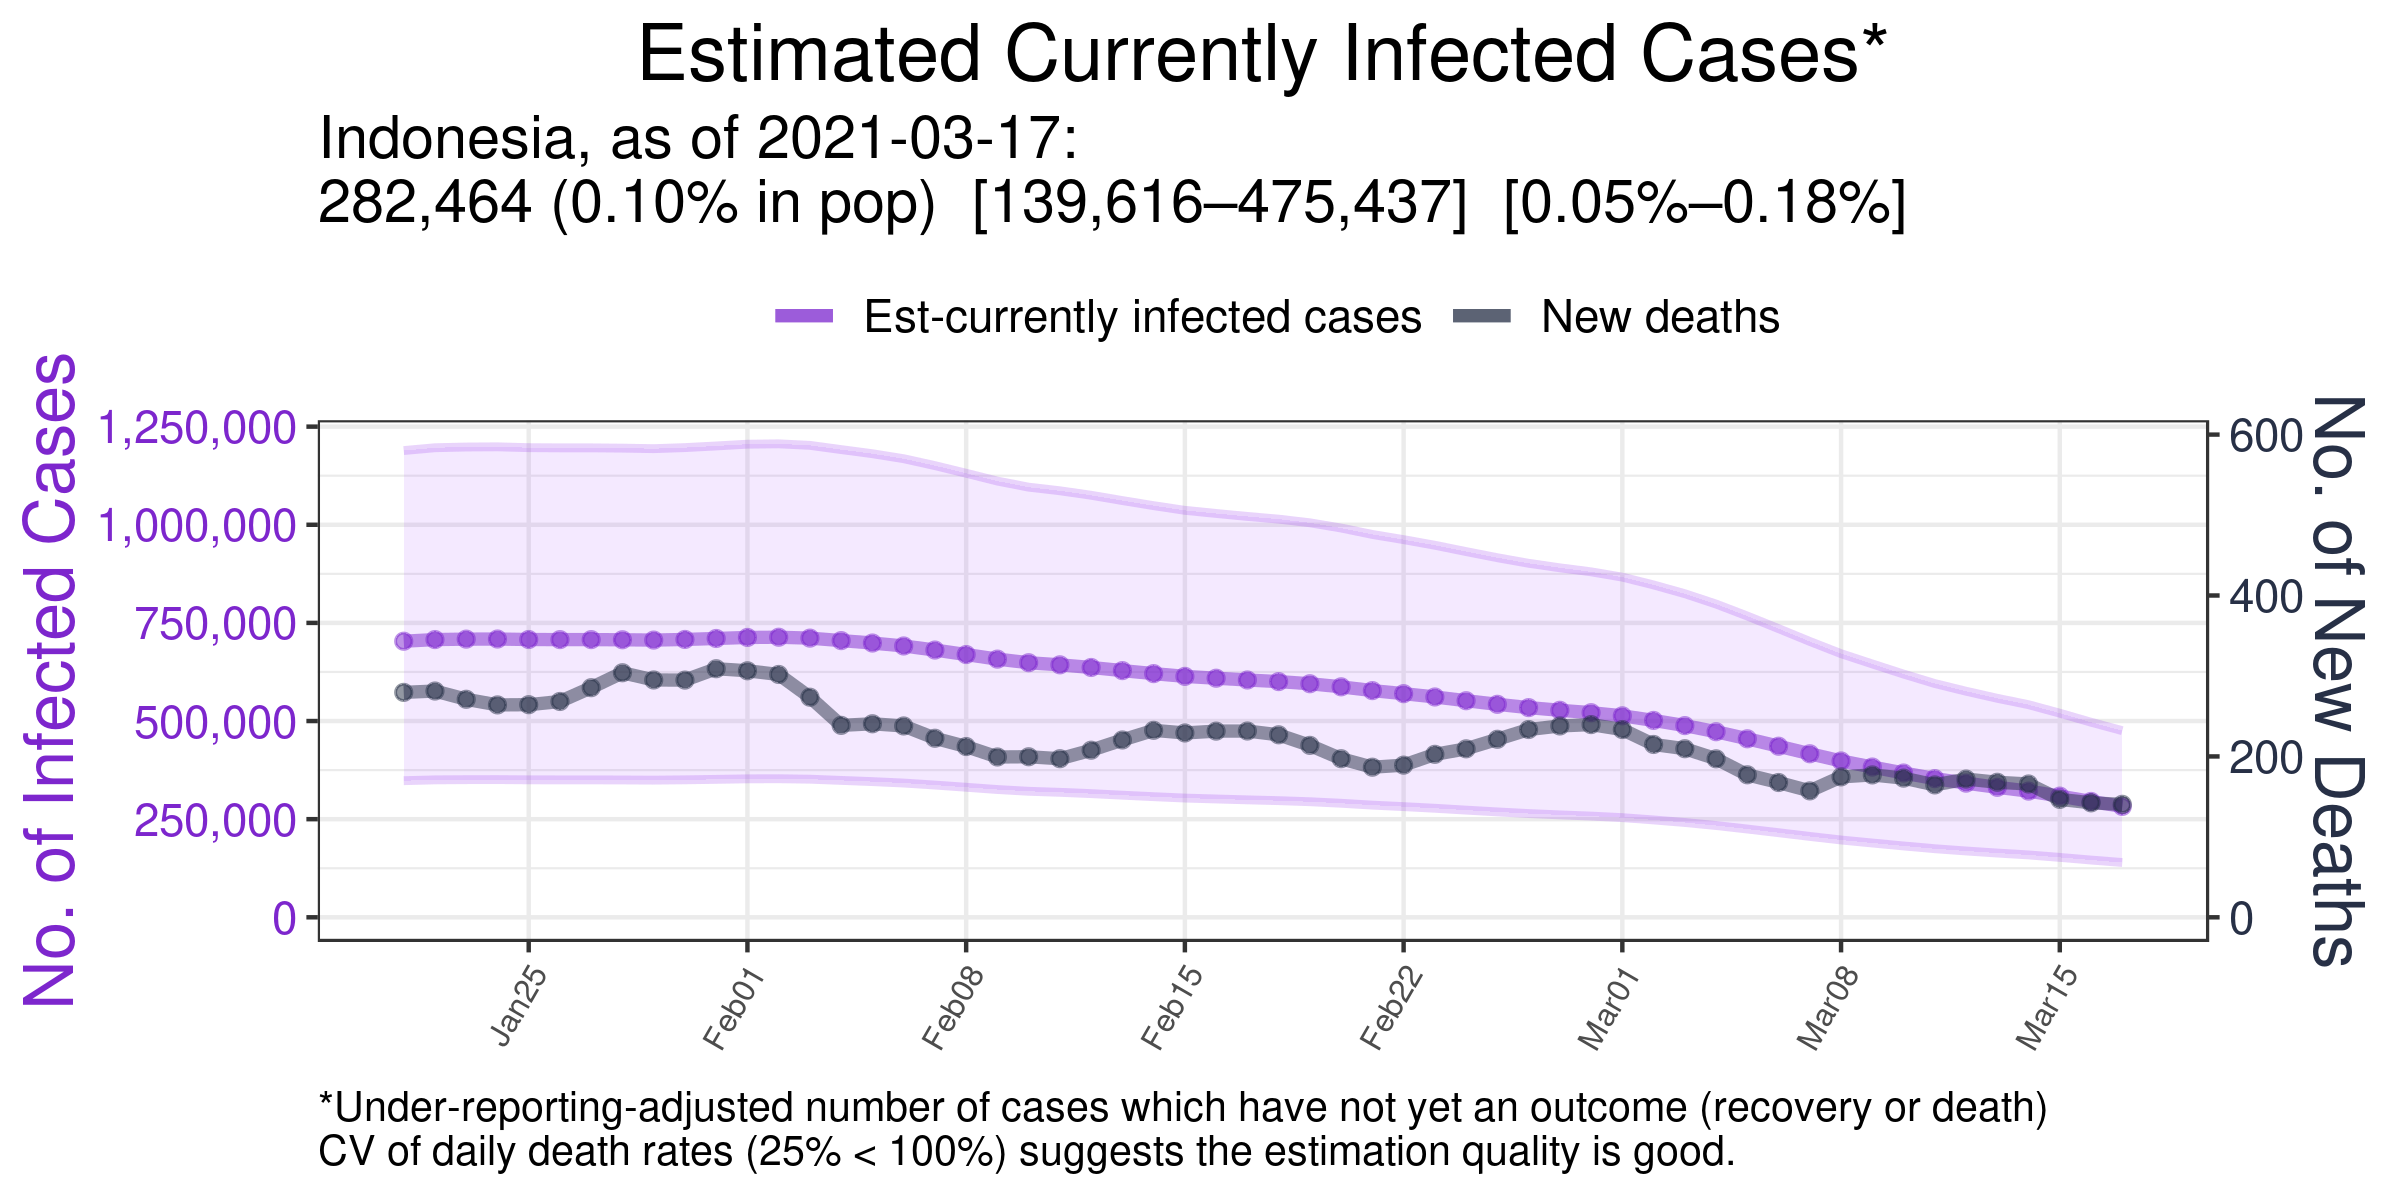 Estimated Currently Infected Cases*
Indonesia, as of 2021-03-17:
282,464 (0.10% in pop)  [139,616–475,437]  [0.05%–0.18%]
Est-currently infected cases
New deaths
No. of Infected Cases
1,250,000
1,000,000
750,000
500,000
250,000
0
No. of New Deaths
600
400
200
0
Jan25
Feb01
Feb08
Feb15
Feb22
Mar01
Mar08
Mar15
*Under-reporting-adjusted number of cases which have not yet an outcome (recovery or death)
CV of daily death rates (25% < 100%) suggests the estimation quality is good.